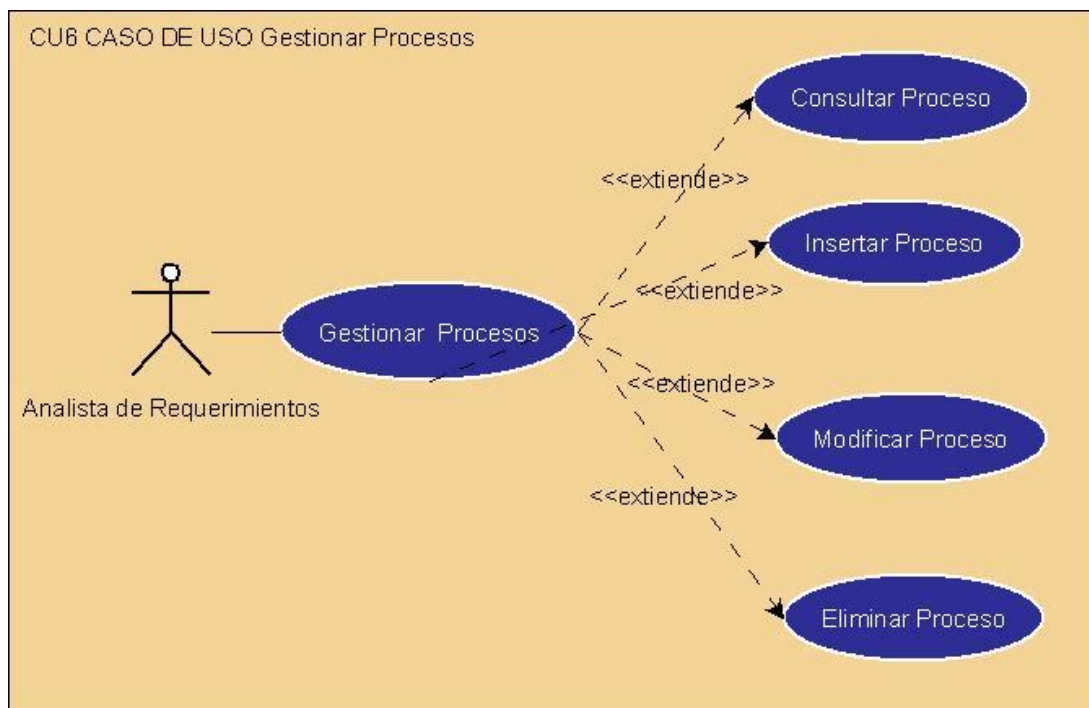 CU6 CASO DE USO Gestionar Procesos
Consultar Proceso
<<extiende>>
Insertar Proceso
<<extiende>>
Gestionar Procesos
<<extiende>>
Analista de Requerimientos
Modificar Proceso
<<extiende>>
Eliminar Proceso